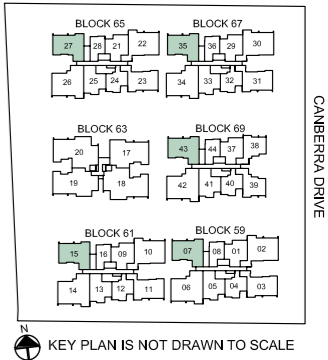 BLOCK 65 BLOCK 67
27 28 21 22 35 36 29 30
26 25 24 23 34 33 32 31
BLOCK 63 BLOCK 69
20 17 43 44 37 38
19 18 42 41 40 39
BLOCK 61 BLOCK 59
15 16 09 10 07 08 01 02
14 13 12 11 06 05 04 03
CANBERRA DRIVE
N
KEY PLAN IS NOT DRAWN TO SCALE